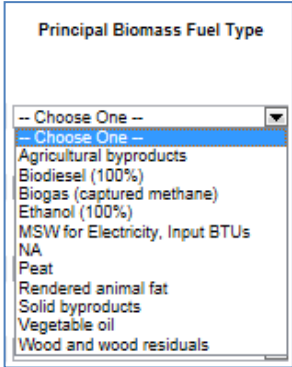 Principal Biomass Fuel Type
-- Choose One --
-- Choose One --
Agricultural byproducts
Biodiesel (100%)
Biogas (captured methane)
Ethanol (100%)
MSW for Electricity, Input BTUs
NA
Peat
Rendered animal fat
Solid byproducts
Vegetable oil
Wood and wood residuals